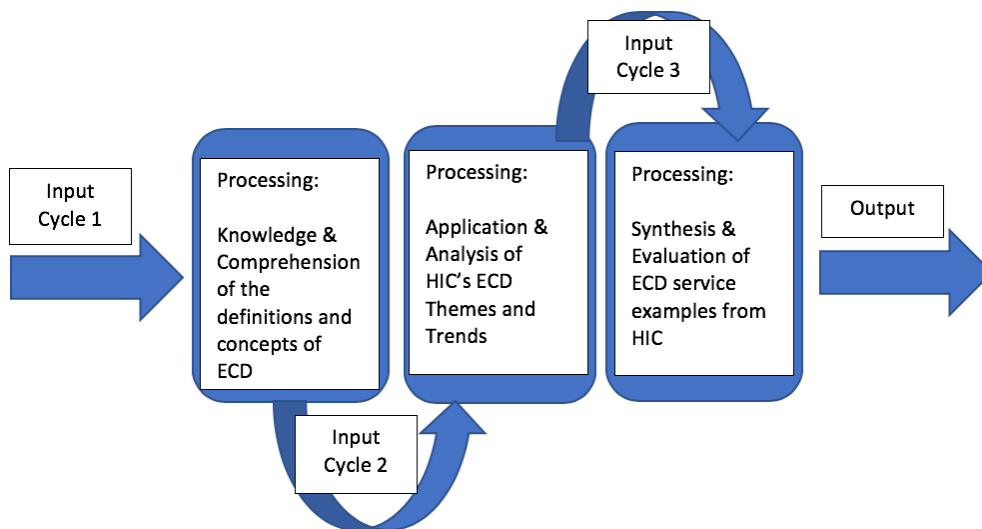 Input
Cycle 1
Processing:
Knowledge &
Comprehension
of the
definitions and
concepts of
ECD
Input
Cycle 2
Processing:
Application &
Analysis of
HIC's ECD
Themes and
Trends
Input
Cycle 3
Processing:
Synthesis &
Evaluation of
ECD service
examples from
HIC
Output